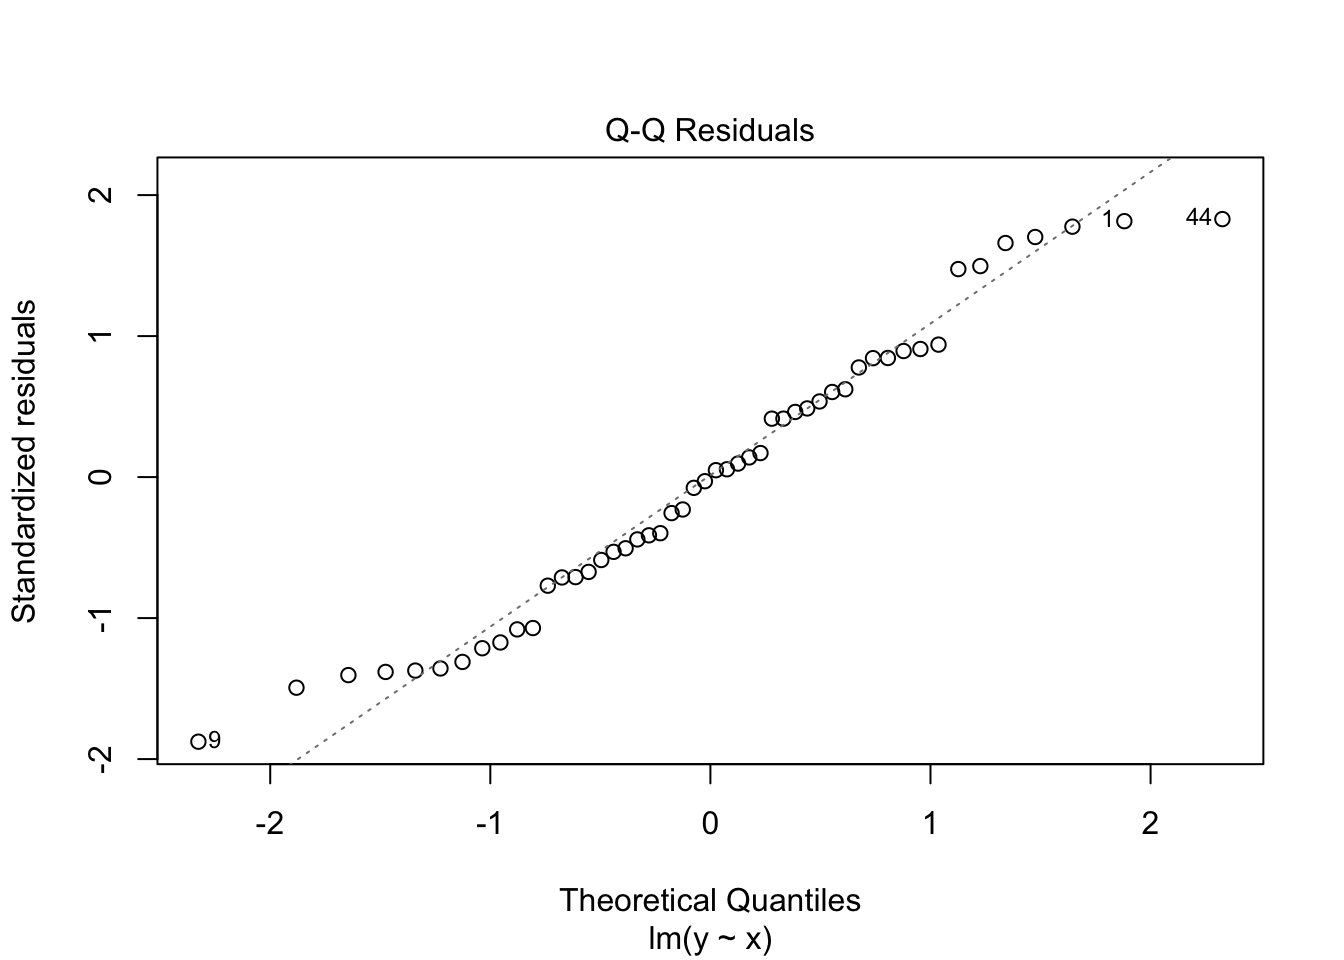 Q-Q Residuals
Standardized residuals
2
1
0
-1
-2
1
44
9
-2 -1 0 1 2
Theoretical Quantiles
lm(y ~ x)